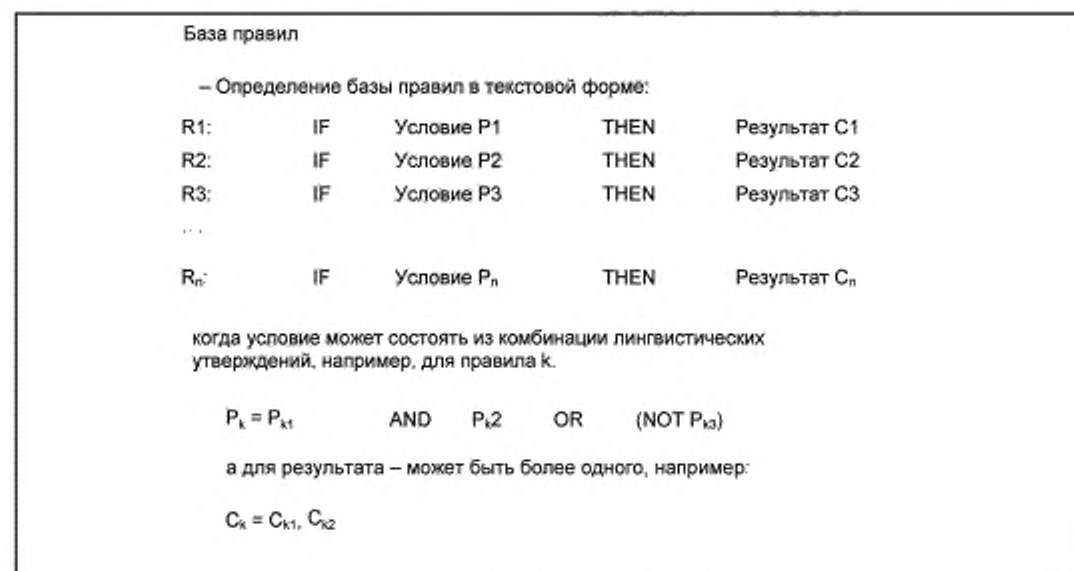 База правил
– Определение базы правил в текстовой форме:
R1: IF Условие P1 THEN Результат C1
R2: IF Условие P2 THEN Результат C2
R3: IF Условие P3 THEN Результат C3
...
Rₙ: IF Условие Pₙ THEN Результат Cₙ
когда условие может состоять из комбинации лингвистических
утверждений, например, для правила k.
Pₖ = Pₖ₁ AND Pₖ2 OR (NOT Pₖ₃)
а для результата – может быть более одного, например:
Cₖ = Cₖ₁, Cₖ₂